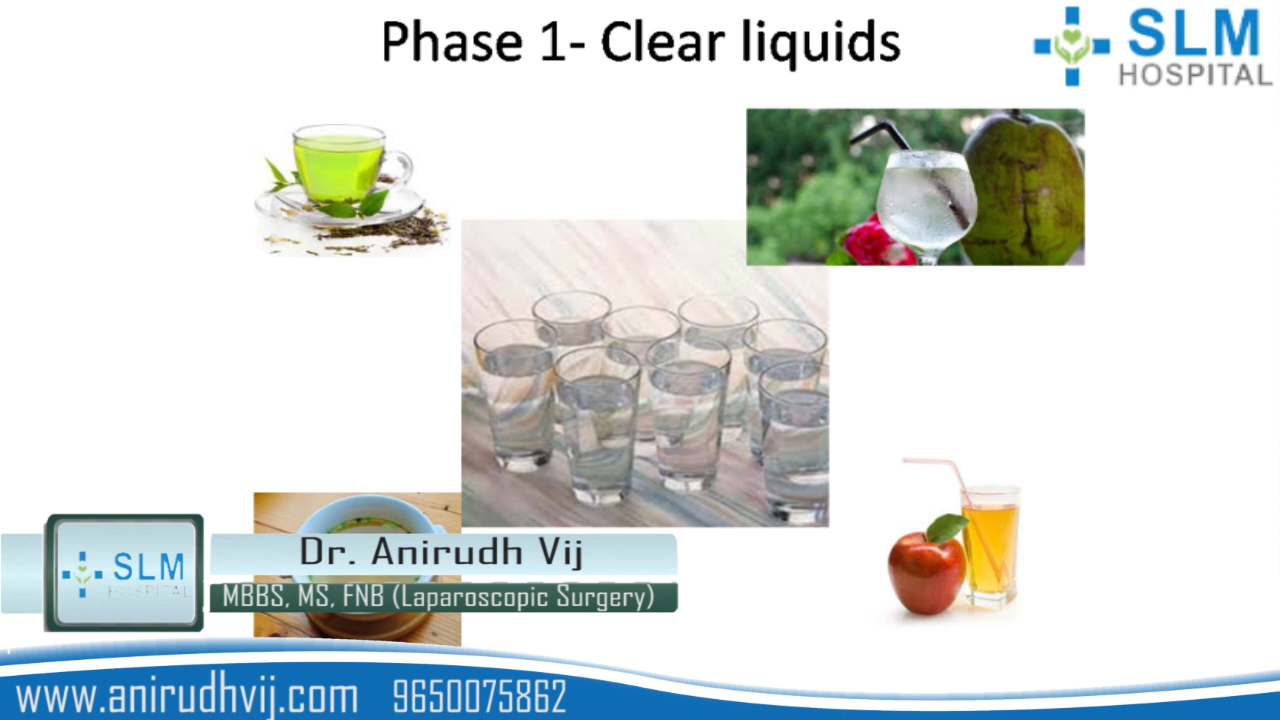 Phase 1- Clear liquids
SLM
HOSPITAL
Dr. Anirudh Vij
SLM
HOSPITAL
MBBS, MS, FNB (Laparoscopic Surgery)
www.anirudhvij.com 9650075862